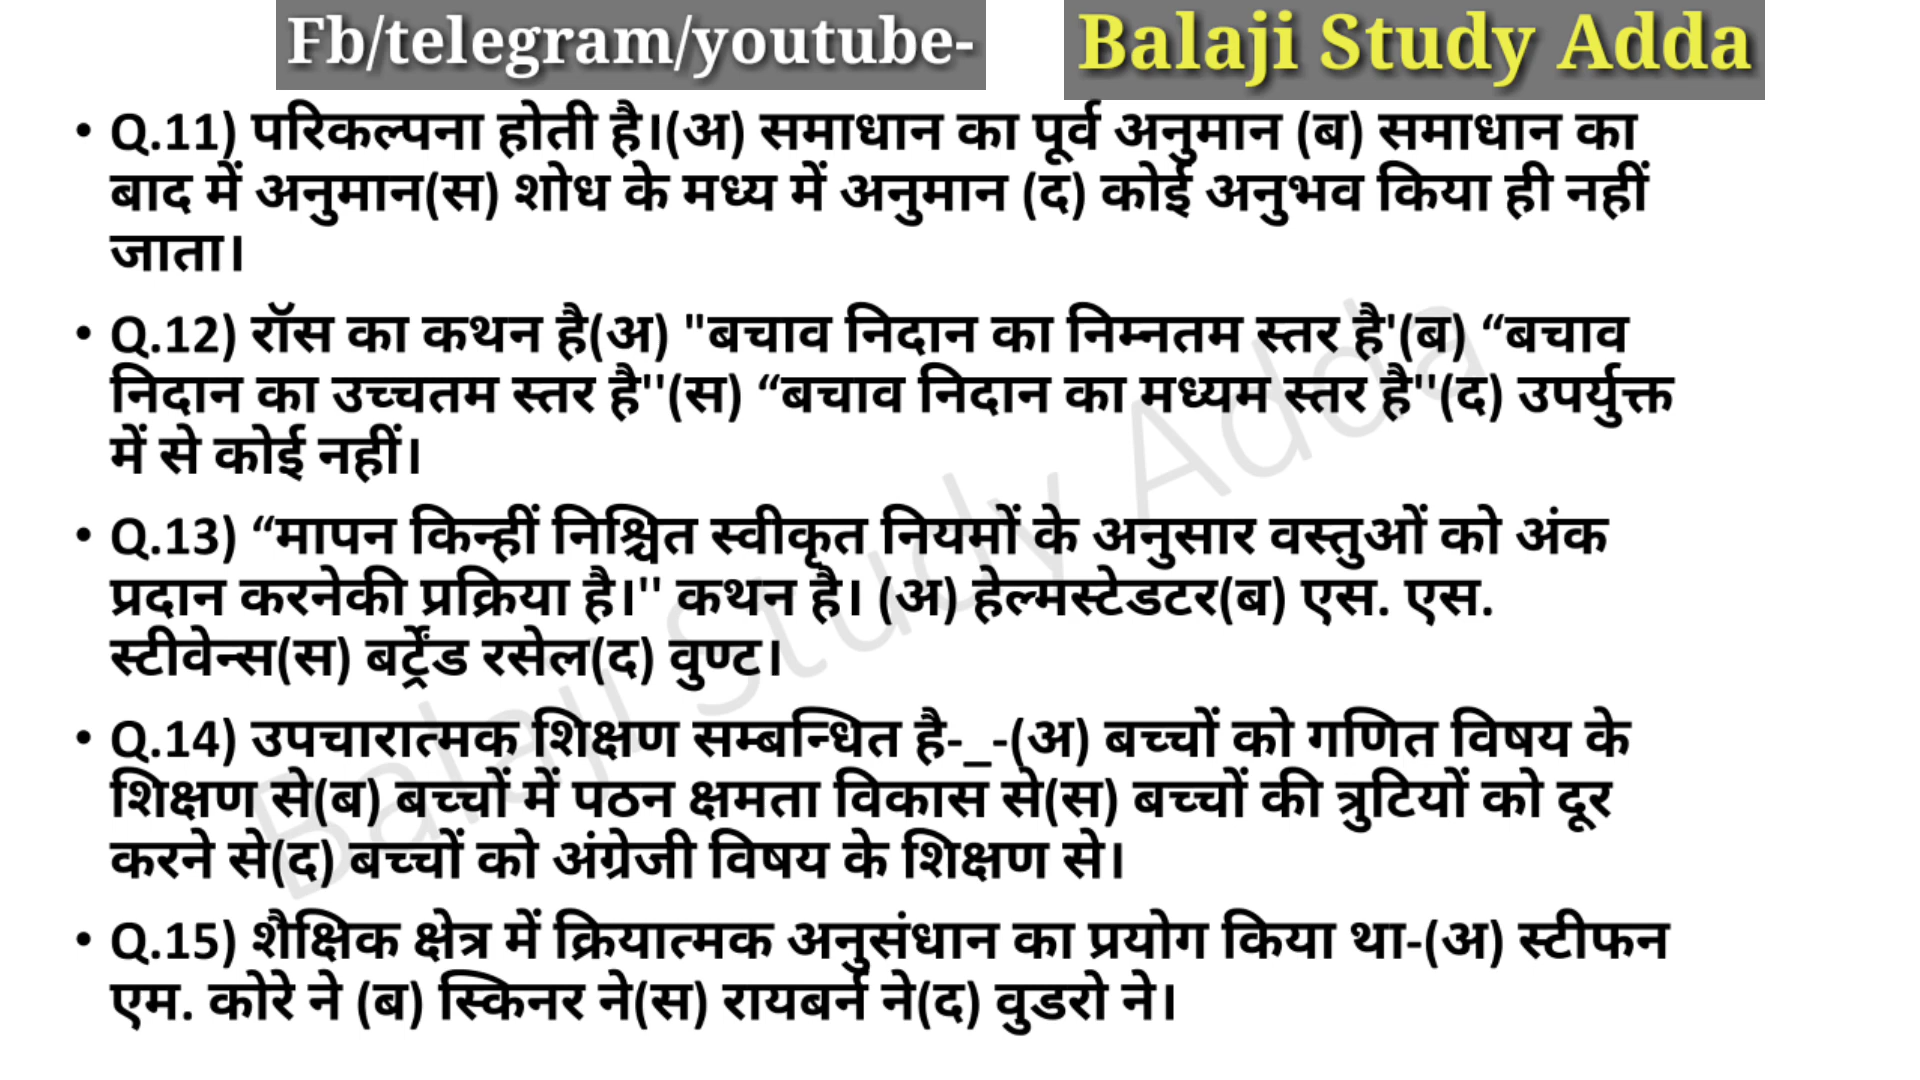 Fb/telegram/youtube- Balaji Study Adda
• Q.11) परिकल्पना होती है।(अ) समाधान का पूर्व अनुमान (ब) समाधान का
बाद में अनुमान(स) शोध के मध्य में अनुमान (द) कोई अनुभव किया ही नहीं
जाता।
• Q.12) रॉस का कथन है(अ) "बचाव निदान का निम्नतम स्तर है'(ब) “बचाव
निदान का उच्चतम स्तर है''(स) “बचाव निदान का मध्यम स्तर है''(द) उपर्युक्त
में से कोई नहीं।
• Q.13) “मापन किन्हीं निश्चित स्वीकृत नियमों के अनुसार वस्तुओं को अंक
प्रदान करनेकी प्रक्रिया है।'' कथन है। (अ) हेल्मस्टेडटर(ब) एस. एस.
स्टीवेन्स(स) बर्ट्रेंड रसेल(द) वुण्ट।
• Q.14) उपचारात्मक शिक्षण सम्बन्धित है-_-(अ) बच्चों को गणित विषय के
शिक्षण से(ब) बच्चों में पठन क्षमता विकास से(स) बच्चों की त्रुटियों को दूर
करने से(द) बच्चों को अंग्रेजी विषय के शिक्षण से।
• Q.15) शैक्षिक क्षेत्र में क्रियात्मक अनुसंधान का प्रयोग किया था-(अ) स्टीफन
एम. कोरे ने (ब) स्किनर ने(स) रायबर्न ने(द) वुडरो ने।
Balaji Study Adda